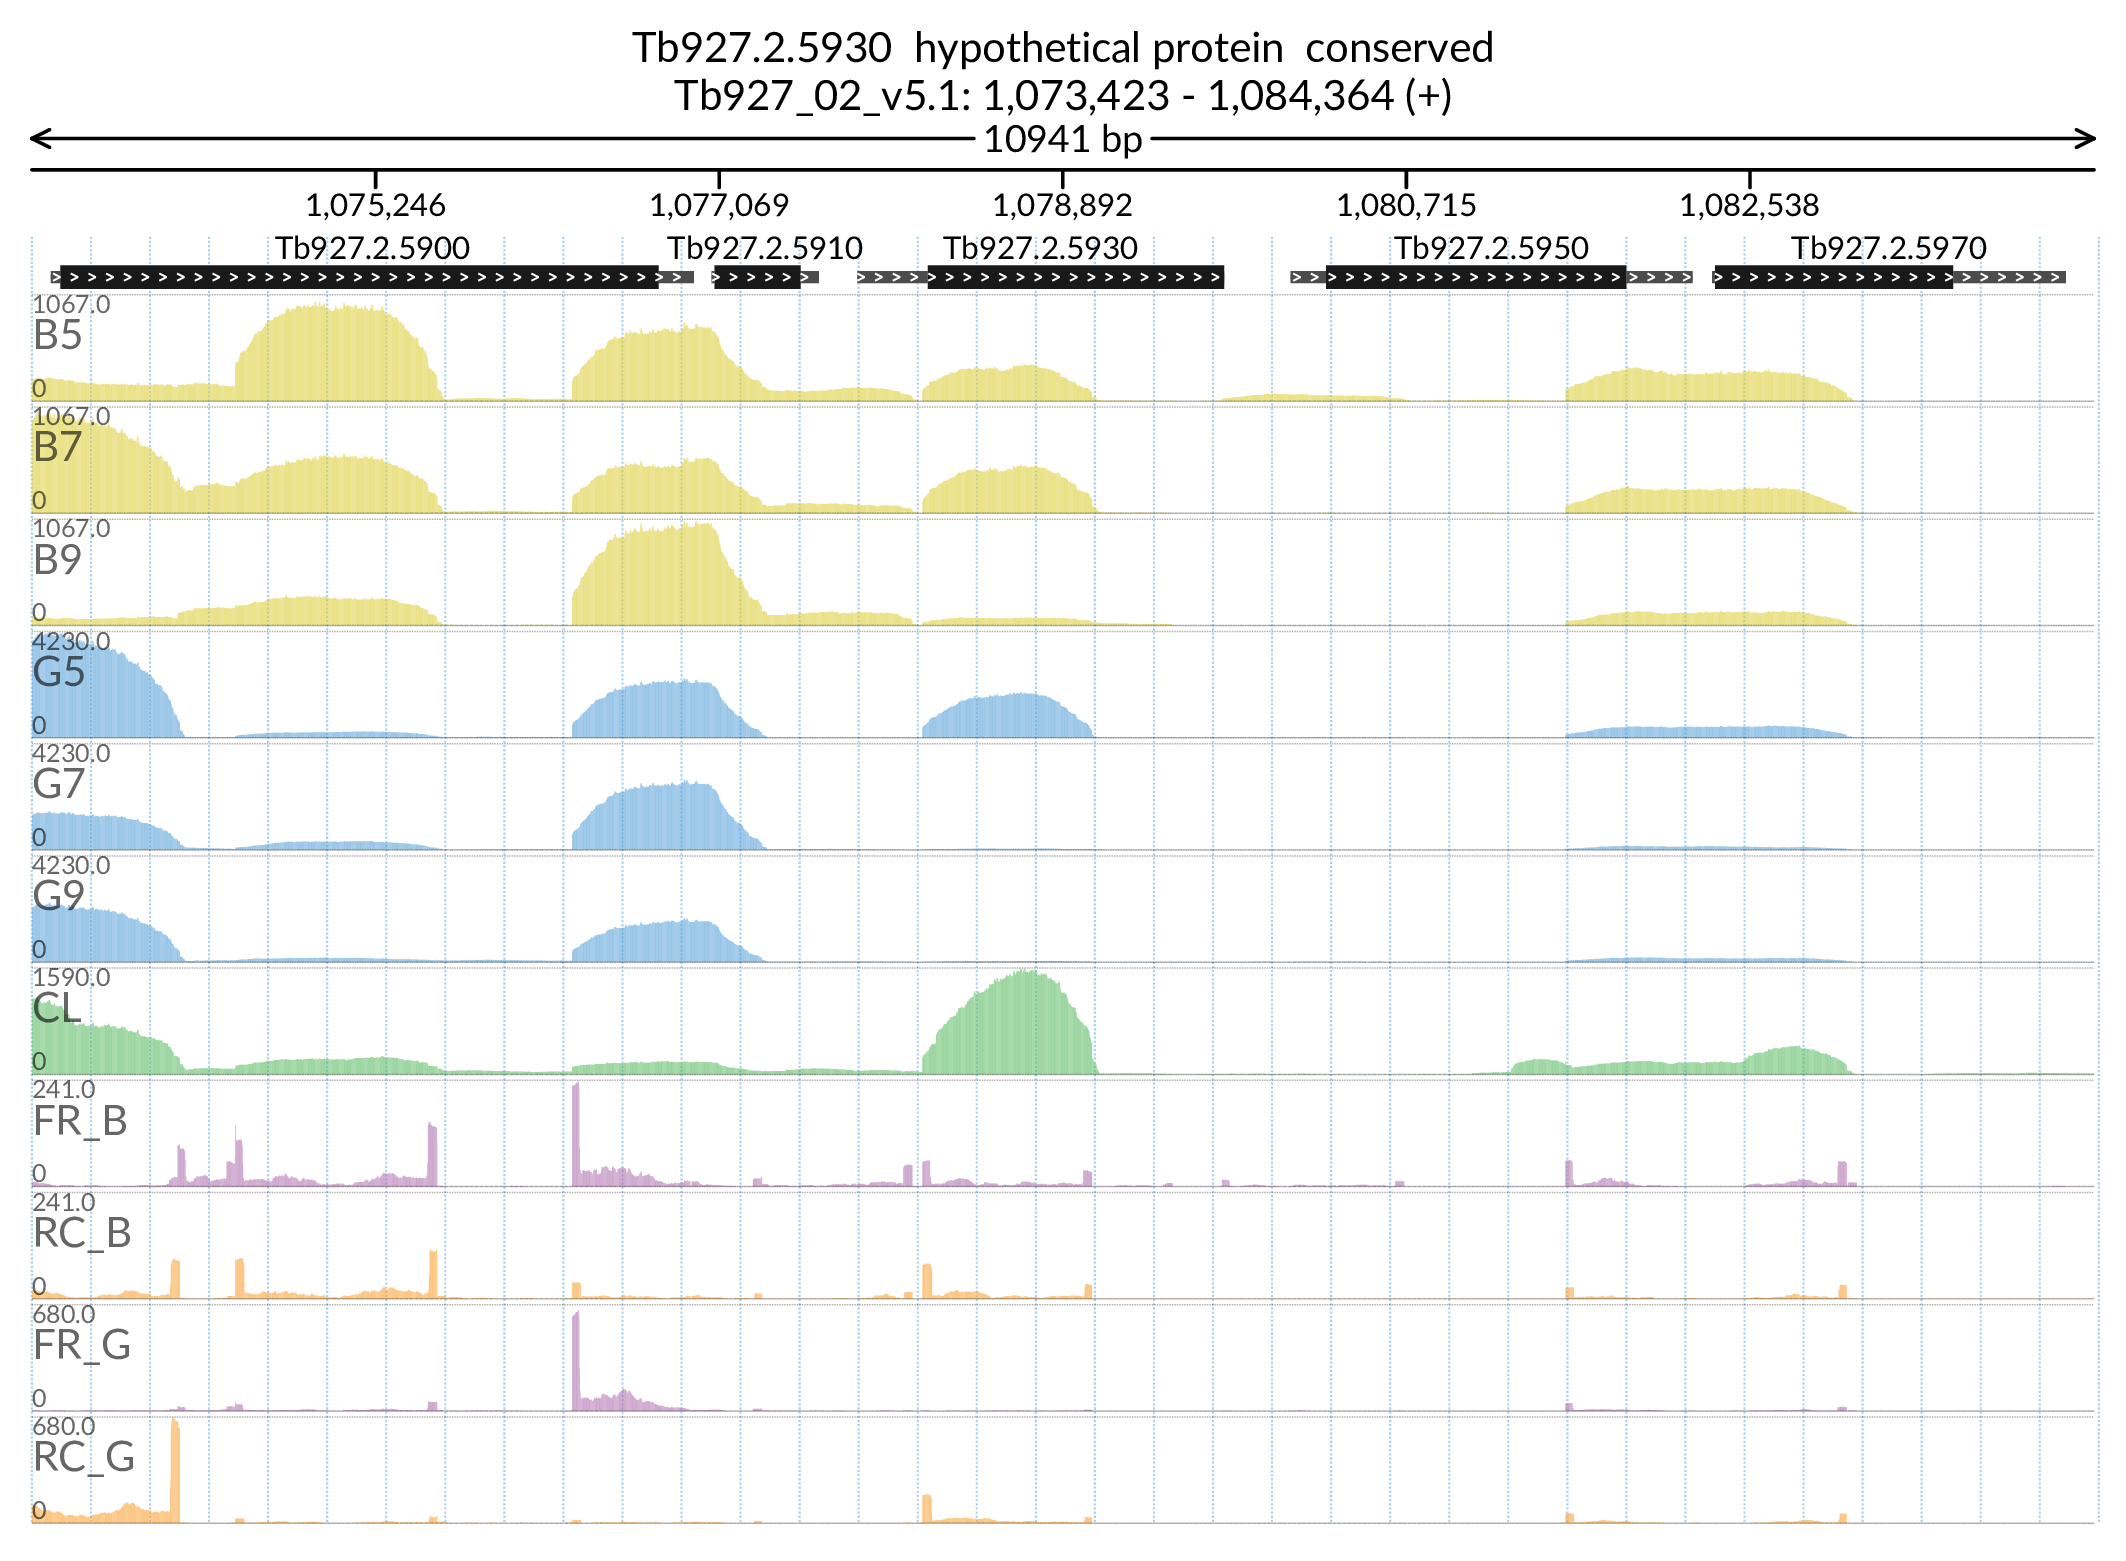 Tb927.2.5930  hypothetical protein  conserved
Tb927_02_v5.1: 1,073,423 - 1,084,364 (+)
10941 bp
1,075,246 1,077,069 1,078,892 1,080,715 1,082,538
Tb927.2.5900 Tb927.2.5910 Tb927.2.5930 Tb927.2.5950 Tb927.2.5970
1067.0
B5
0
1067.0
B7
0
1067.0
B9
0
4230.0
G5
0
4230.0
G7
0
4230.0
G9
0
1590.0
CL
0
241.0
FR_B
0
241.0
RC_B
0
680.0
FR_G
0
680.0
RC_G
0